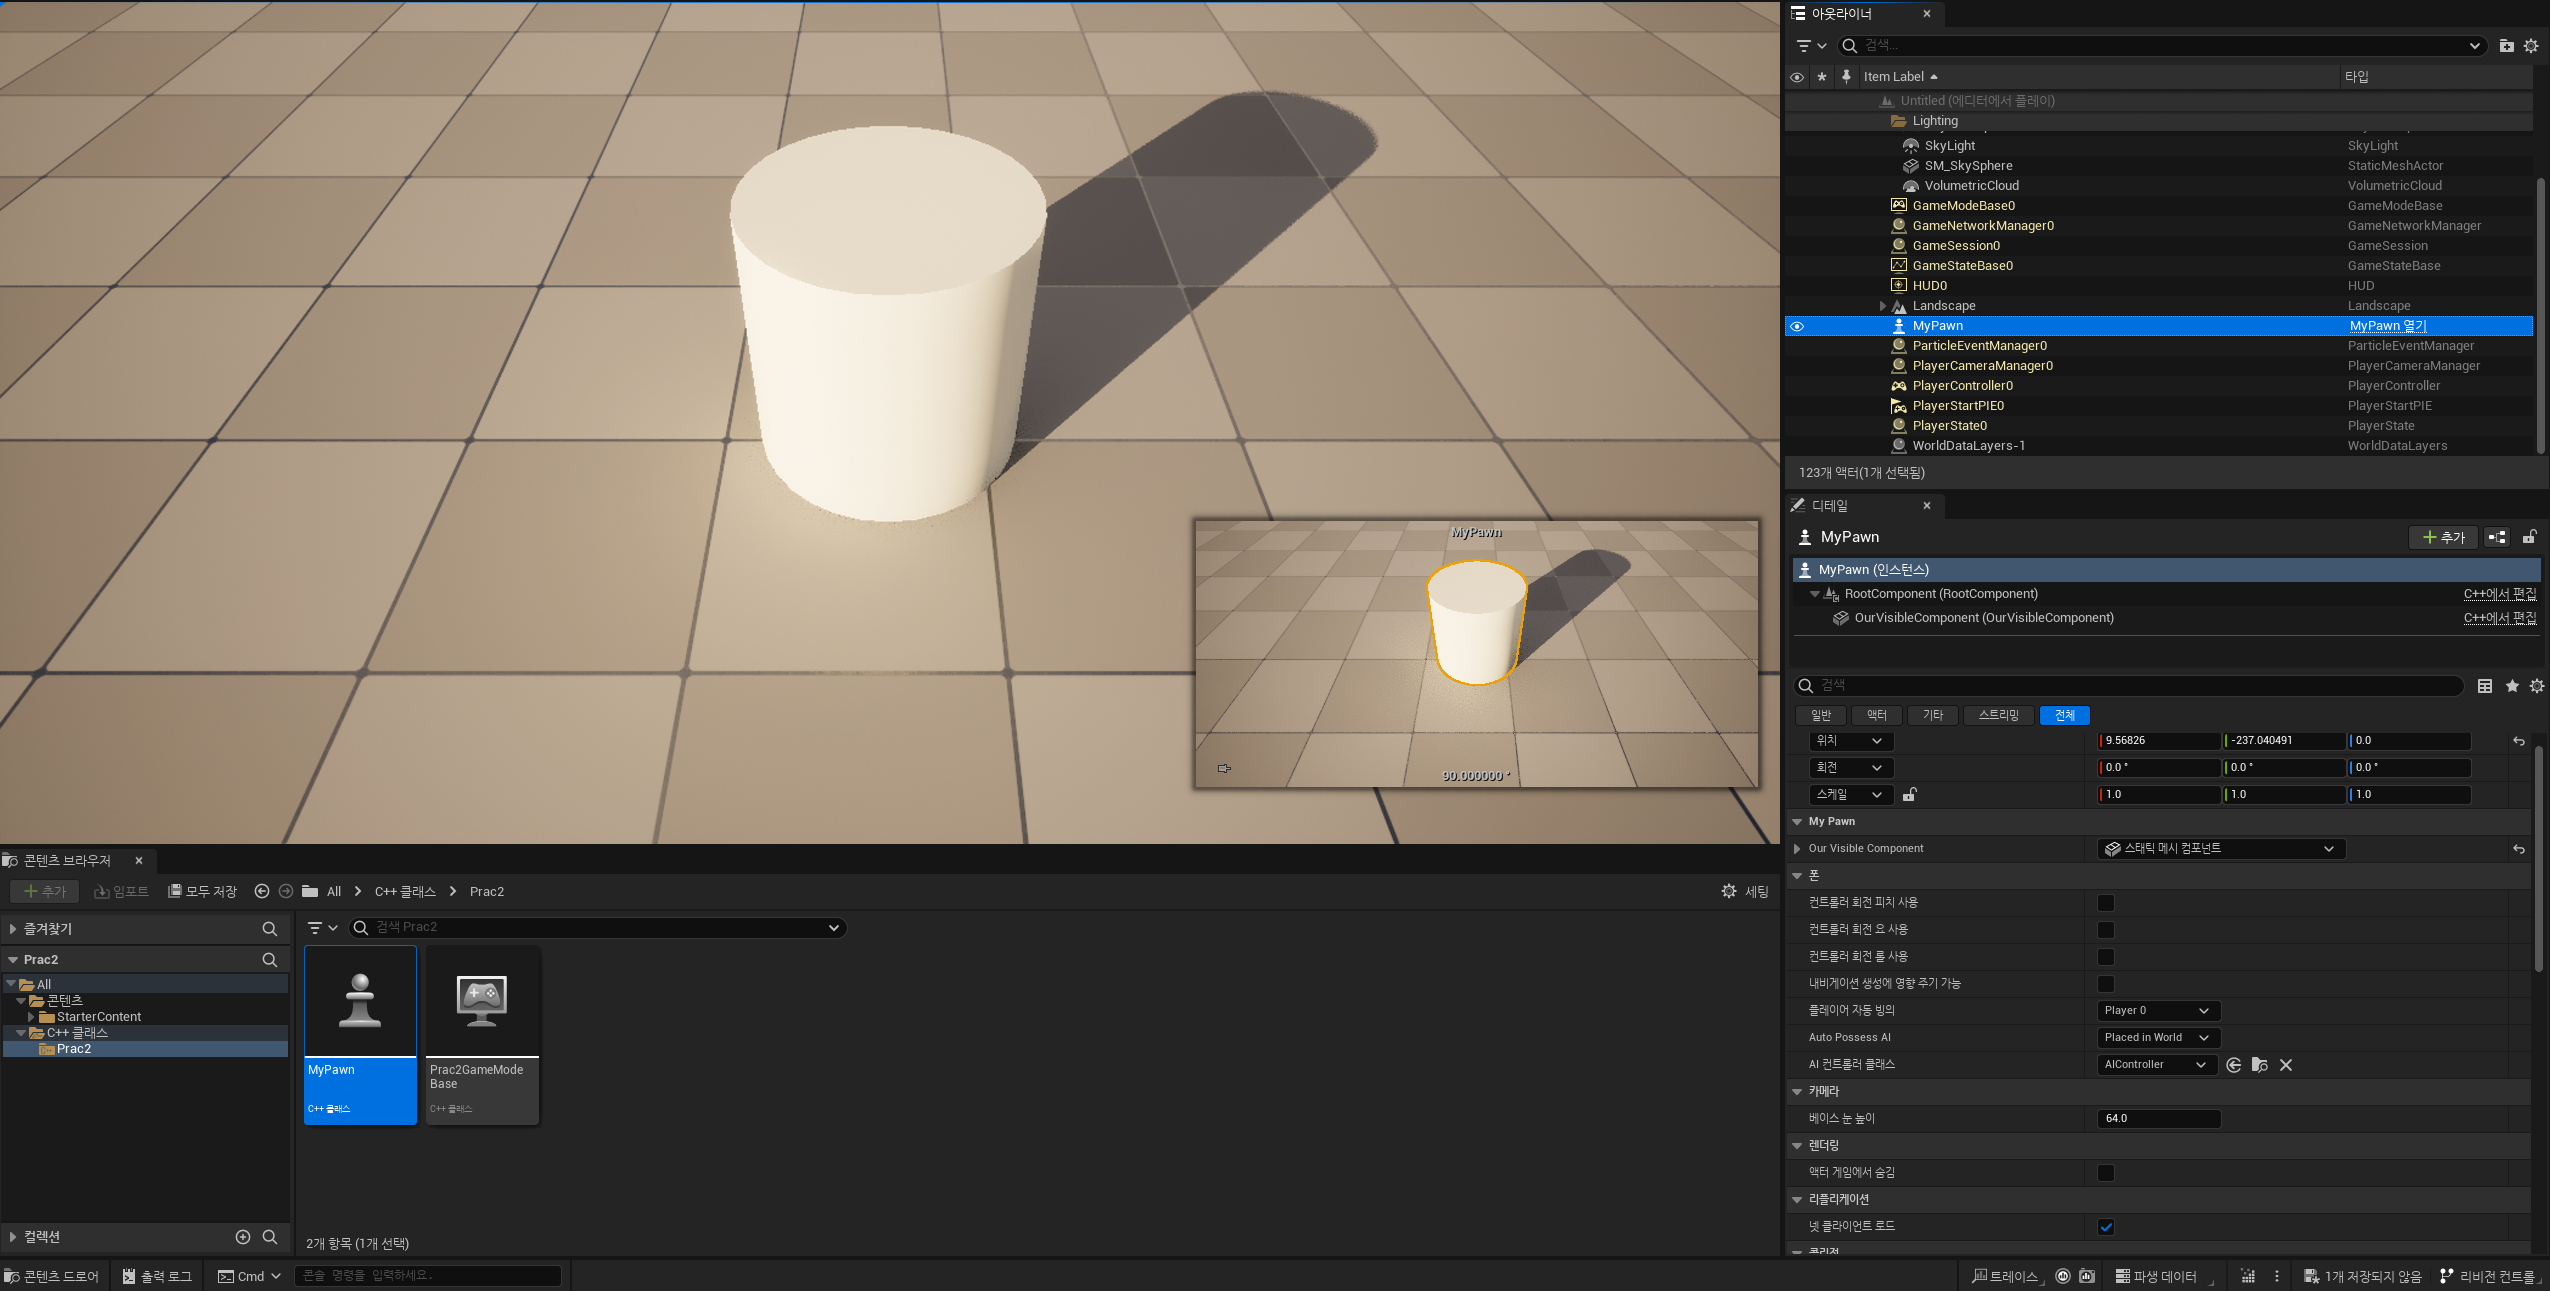 아웃라이너
검색...
Item Label
타입
Untitled (에디터에서 플레이)
Lighting
SkyLight SkyLight
SM_SkySphere StaticMeshActor
VolumetricCloud VolumetricCloud
GameModeBase0 GameModeBase
GameNetworkManager0 GameNetworkManager
GameSession0 GameSession
GameStateBase0 GameStateBase
HUD0 HUD
Landscape Landscape
MyPawn MyPawn 열기
ParticleEventManager0 ParticleEventManager
PlayerCameraManager0 PlayerCameraManager
PlayerController0 PlayerController
PlayerStartPIE0 PlayerStartPIE
PlayerState0 PlayerState
WorldDataLayers-1 WorldDataLayers
123개 액터(1개 선택됨)
디테일
MyPawn
추가
MyPawn (인스턴스)
RootComponent (RootComponent) C++에서 편집
OurVisibleComponent (OurVisibleComponent) C++에서 편집
검색
일반 액터 기타 스트리밍 전체
위치 9.56826 -237.040491 0.0
회전 0.0 ° 0.0 ° 0.0 °
스케일 1.0 1.0 1.0
My Pawn
Our Visible Component 스태틱 메시 컴포넌트
폰
컨트롤러 회전 피치 사용
컨트롤러 회전 요 사용
컨트롤러 회전 롤 사용
내비게이션 생성에 영향 주기 가능
플레이어 자동 빙의 Player 0
Auto Possess AI Placed in World
AI 컨트롤러 클래스 AIController
카메라
베이스 눈 높이 64.0
렌더링
액터 게임에서 숨김
리플리케이션
넷 클라이언트 로드
MyPawn
90.000000 °
콘텐츠 브라우저
추가 임포트 모두 저장 All C++ 클래스 Prac2 세팅
즐겨찾기
검색 Prac2
Prac2
All
콘텐츠
StarterContent
C++ 클래스
Prac2
MyPawn
C++ 클래스
Prac2GameMode
Base
C++ 클래스
컬렉션
2개 항목 (1개 선택)
콘텐츠 드로어 출력 로그 Cmd 콘솔 명령을 입력하세요.
트레이스 파생 데이터 1개 저장되지 않음 리비전 컨트롤